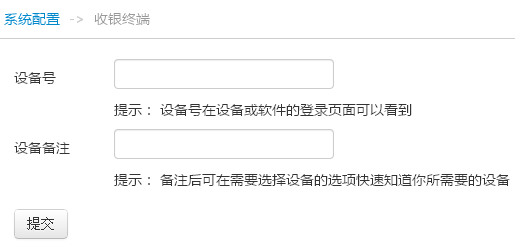 系统配置 -> 收银终端
设备号
提示： 设备号在设备或软件的登录页面可以看到
设备备注
提示： 备注后可在需要选择设备的选项快速知道你所需要的设备
提交